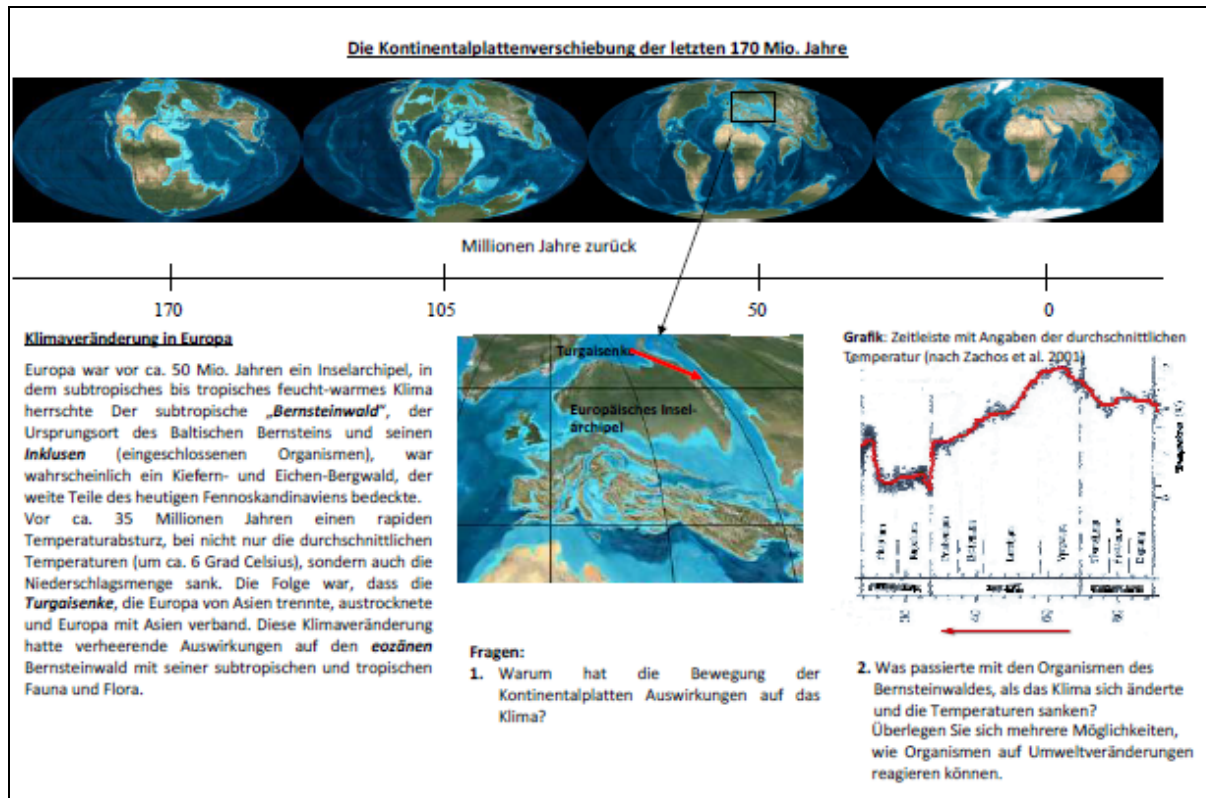 Die Kontinentalplattenverschiebung der letzten 170 Mio. Jahre
Millionen Jahre zurück
170 105 50 0
Klimaveränderung in Europa
Europa war vor ca. 50 Mio. Jahren ein Inselarchipel, in
dem subtropisches bis tropisches feucht-warmes Klima
herrschte Der subtropische „Bernsteinwald", der
Ursprungsort des Baltischen Bernsteins und seinen
Inklusen (eingeschlossenen Organismen), war
wahrscheinlich ein Kiefern- und Eichen-Bergwald, der
weite Teile des heutigen Fennoskandinaviens bedeckte.
Vor ca. 35 Millionen Jahren einen rapiden
Temperaturabsturz, bei nicht nur die durchschnittlichen
Temperaturen (um ca. 6 Grad Celsius), sondern auch die
Niederschlagsmenge sank. Die Folge war, dass die
Turgaisenke, die Europa von Asien trennte, austrocknete
und Europa mit Asien verband. Diese Klimaveränderung
hatte verheerende Auswirkungen auf den eozänen
Bernsteinwald mit seiner subtropischen und tropischen
Fauna und Flora.
Turgaisenke
Europäisches Insel-
archipel
Fragen:
1. Warum hat die Bewegung der
Kontinentalplatten Auswirkungen auf das
Klima?
Grafik: Zeitleiste mit Angaben der durchschnittlichen
Temperatur (nach Zachos et al. 2001)
2. Was passierte mit den Organismen des
Bernsteinwaldes, als das Klima sich änderte
und die Temperaturen sanken?
Überlegen Sie sich mehrere Möglichkeiten,
wie Organismen auf Umweltveränderungen
reagieren können.